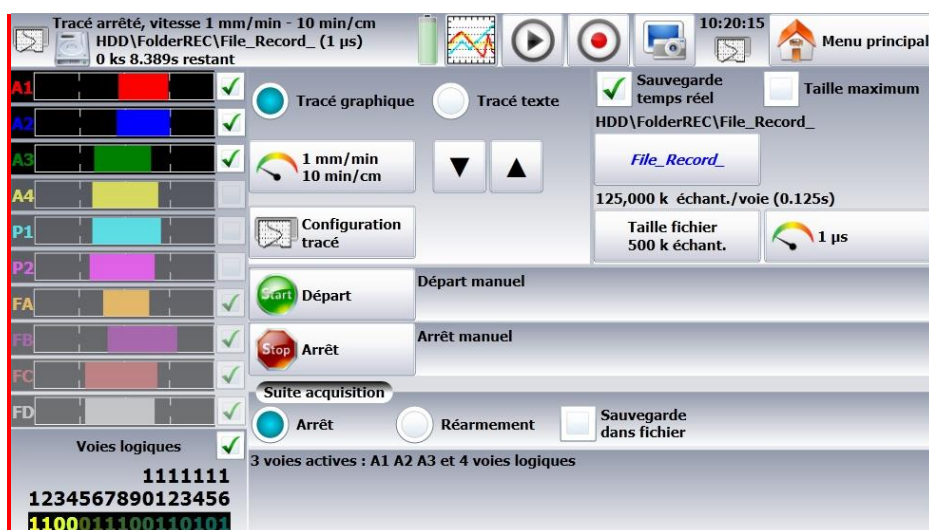 Tracé arrêté, vitesse 1 mm/min - 10 min/cm
HDD\FolderREC\File_Record_ (1 µs)
0 ks 8.389s restant
10:20:15
Menu principal
A1
A2
A3
A4
P1
P2
FA
FB
FC
FD
Voies logiques
1111111
1234567890123456
1100011100110101
Tracé graphique
Tracé texte
1 mm/min
10 min/cm
Configuration
tracé
Sauvegarde
temps réel
Taille maximum
HDD\FolderREC\File_Record_
File_Record_
125,000 k échant./voie (0.125s)
Taille fichier
500 k échant.
1 µs
Start
Départ
Départ manuel
Stop
Arrêt
Arrêt manuel
Suite acquisition
Arrêt
Réarmement
Sauvegarde
dans fichier
3 voies actives : A1 A2 A3 et 4 voies logiques